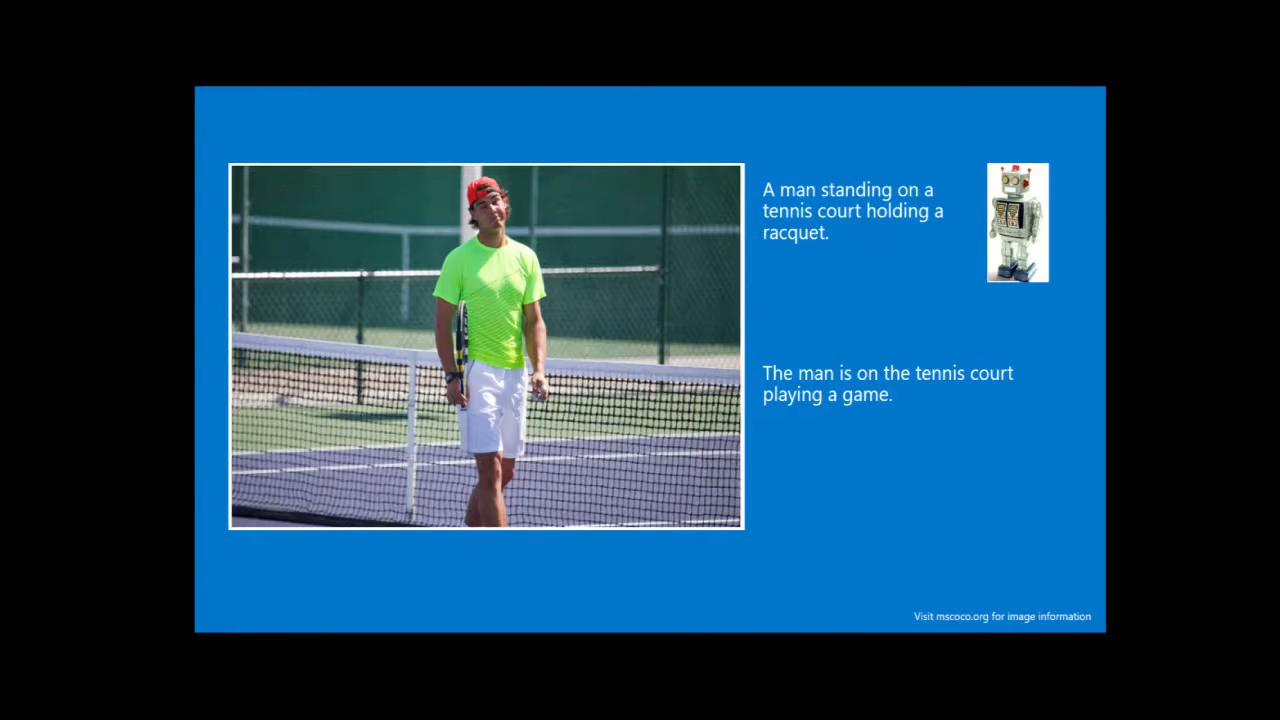 A man standing on a
tennis court holding a
racquet.
The man is on the tennis court
playing a game.
Visit mscoco.org for image information